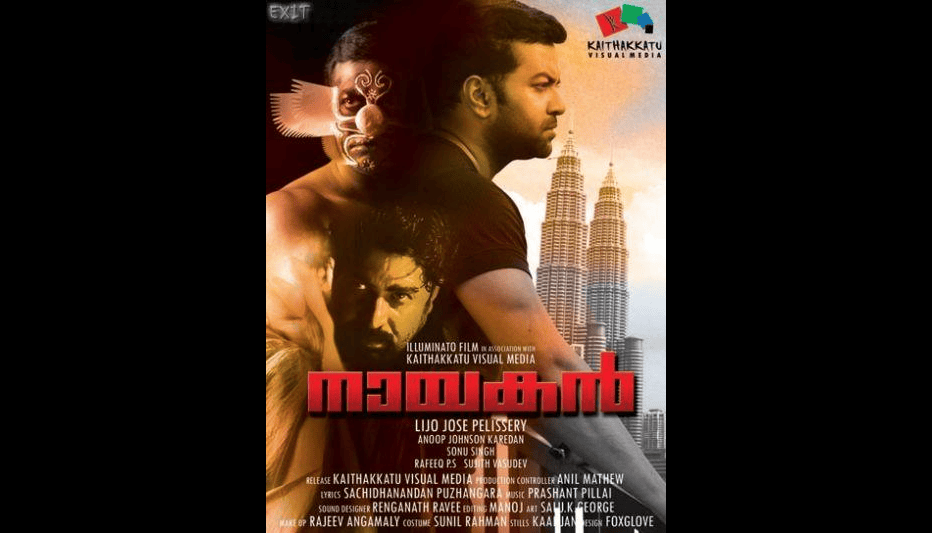 EXIT
KAITHAKKATU
VISUAL MEDIA
ILLUMINATO FILM IN ASSOCIATION WITH
KAITHAKKATU VISUAL MEDIA
നായകൻ
LIJO JOSE PELISSERY
ANOOP JOHNSON KAREDAN
SONU SINGH
RAFEEQ P.S SUJITH VASUDEV
RELEASE KAITHAKKATU VISUAL MEDIA PRODUCTION CONTROLLER ANIL MATHEW
LYRICS SACHIDHANANDAN PUZHANGARA MUSIC PRASHANT PILLAI
SOUND DESIGNER RENGANATH RAVEE EDITING MANOJ ART SALU.K.GEORGE
MAKE UP RAJEEV ANGAMALY COSTUME SUNIL RAHMAN STILLS DESIGN FOXGLOVE